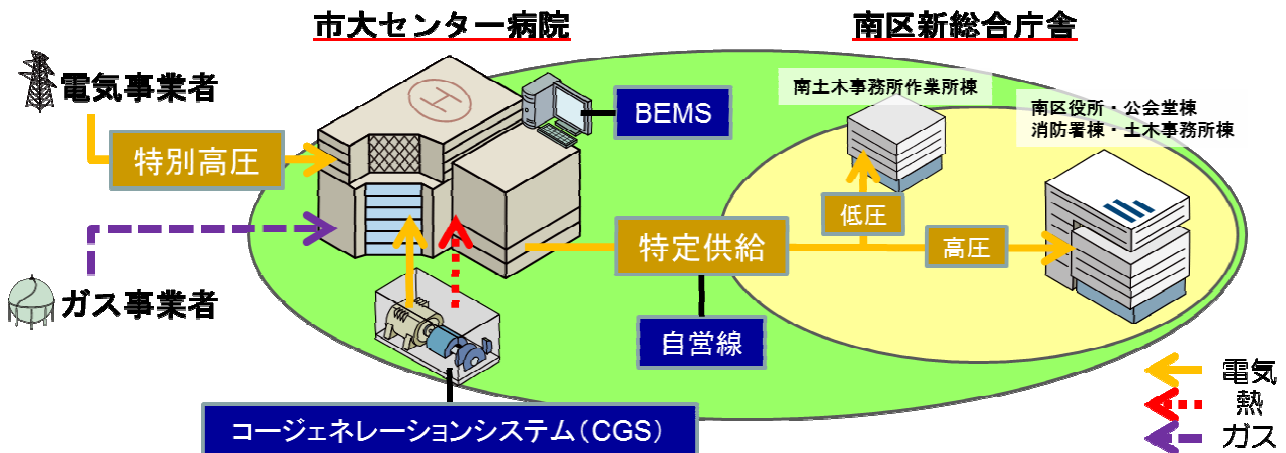 市大センター病院
南区新総合庁舎
電気事業者
特別高圧
BEMS
南土木事務所作業所棟
南区役所・公会堂棟
消防署棟・土木事務所棟
低圧
特定供給
高圧
ガス事業者
自営線
コージェネレーションシステム（CGS）
電気
熱
ガス
H